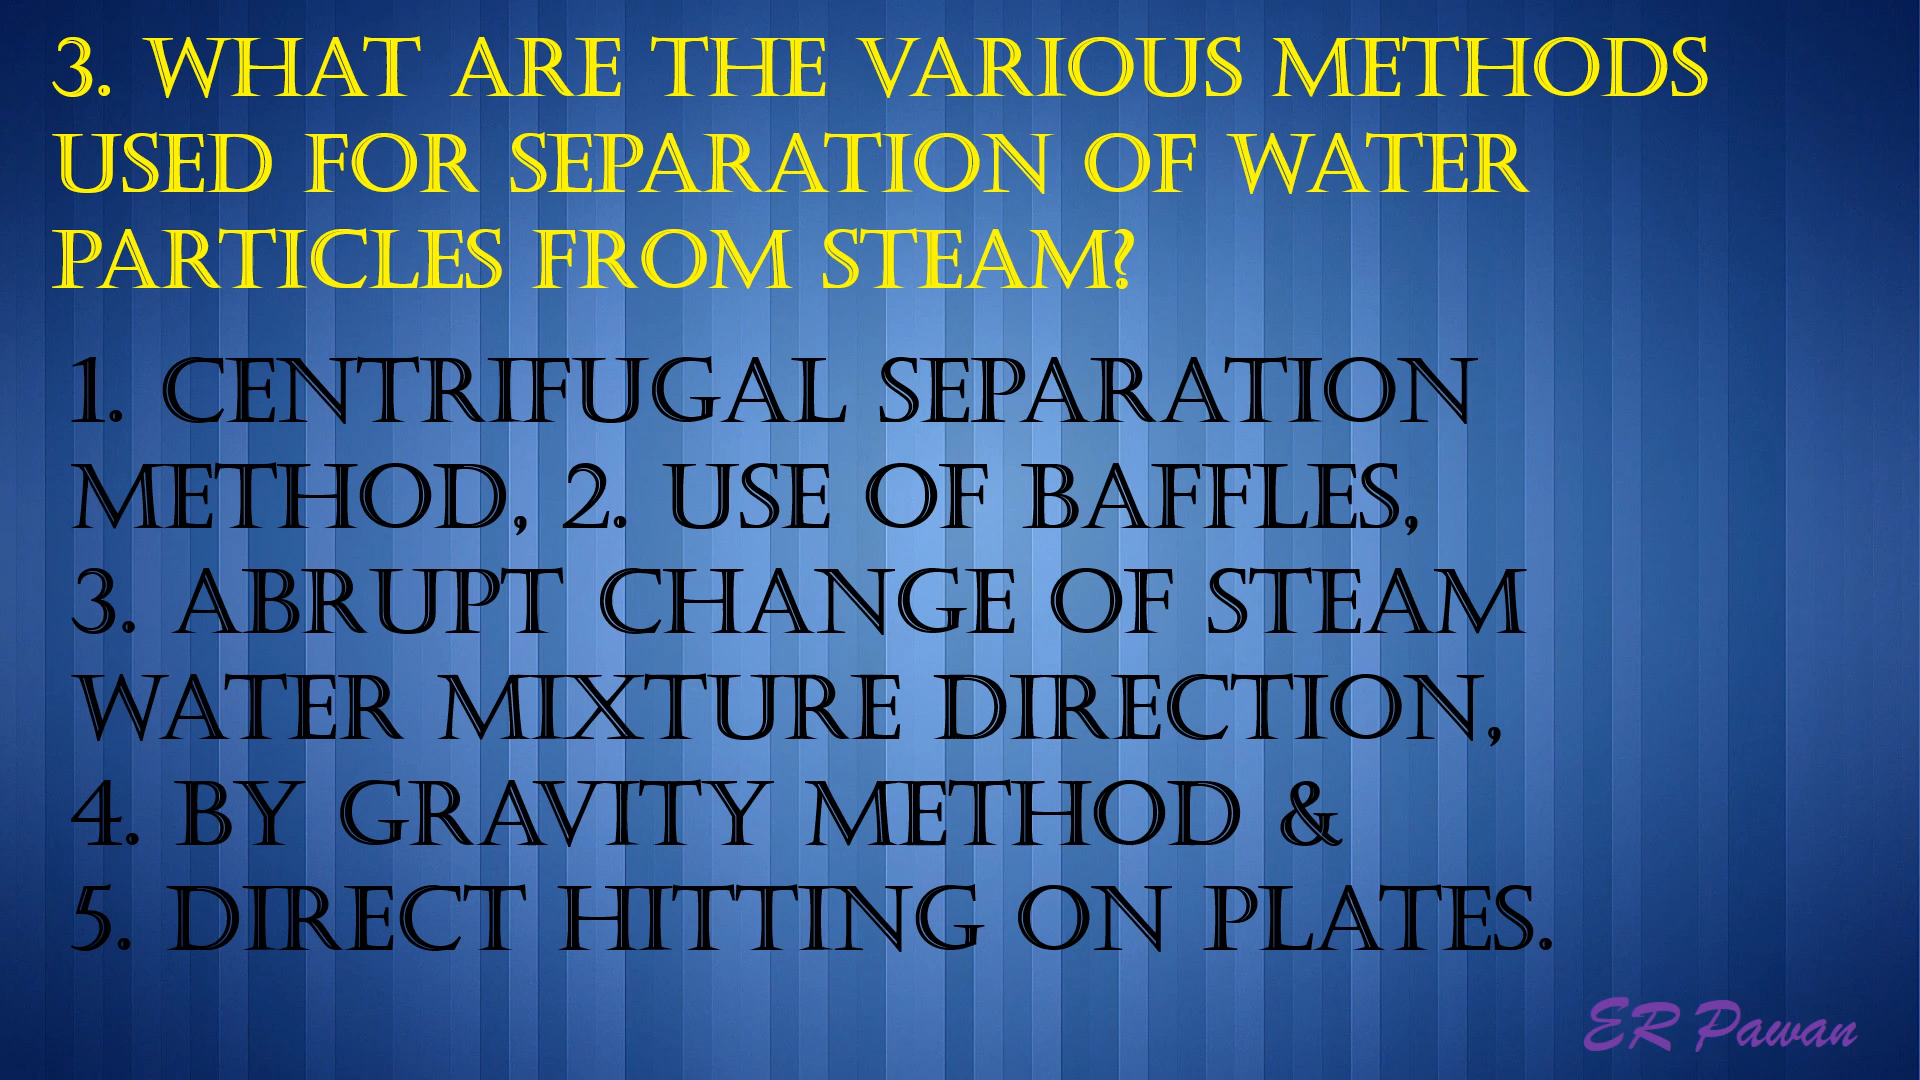 3. WHAT ARE THE VARIOUS METHODS
USED FOR SEPARATION OF WATER
PARTICLES FROM STEAM?
1. CENTRIFUGAL SEPARATION
METHOD, 2. USE OF BAFFLES,
3. ABRUPT CHANGE OF STEAM
WATER MIXTURE DIRECTION,
4. BY GRAVITY METHOD &
5. DIRECT HITTING ON PLATES.
ER Pawan